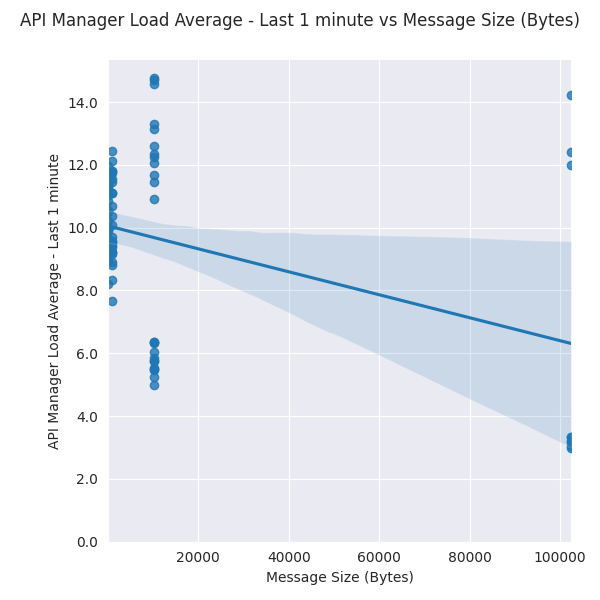 API Manager Load Average - Last 1 minute vs Message Size (Bytes)
API Manager Load Average - Last 1 minute
14.0
12.0
10.0
8.0
6.0
4.0
2.0
0.0
20000 40000 60000 80000 100000
Message Size (Bytes)